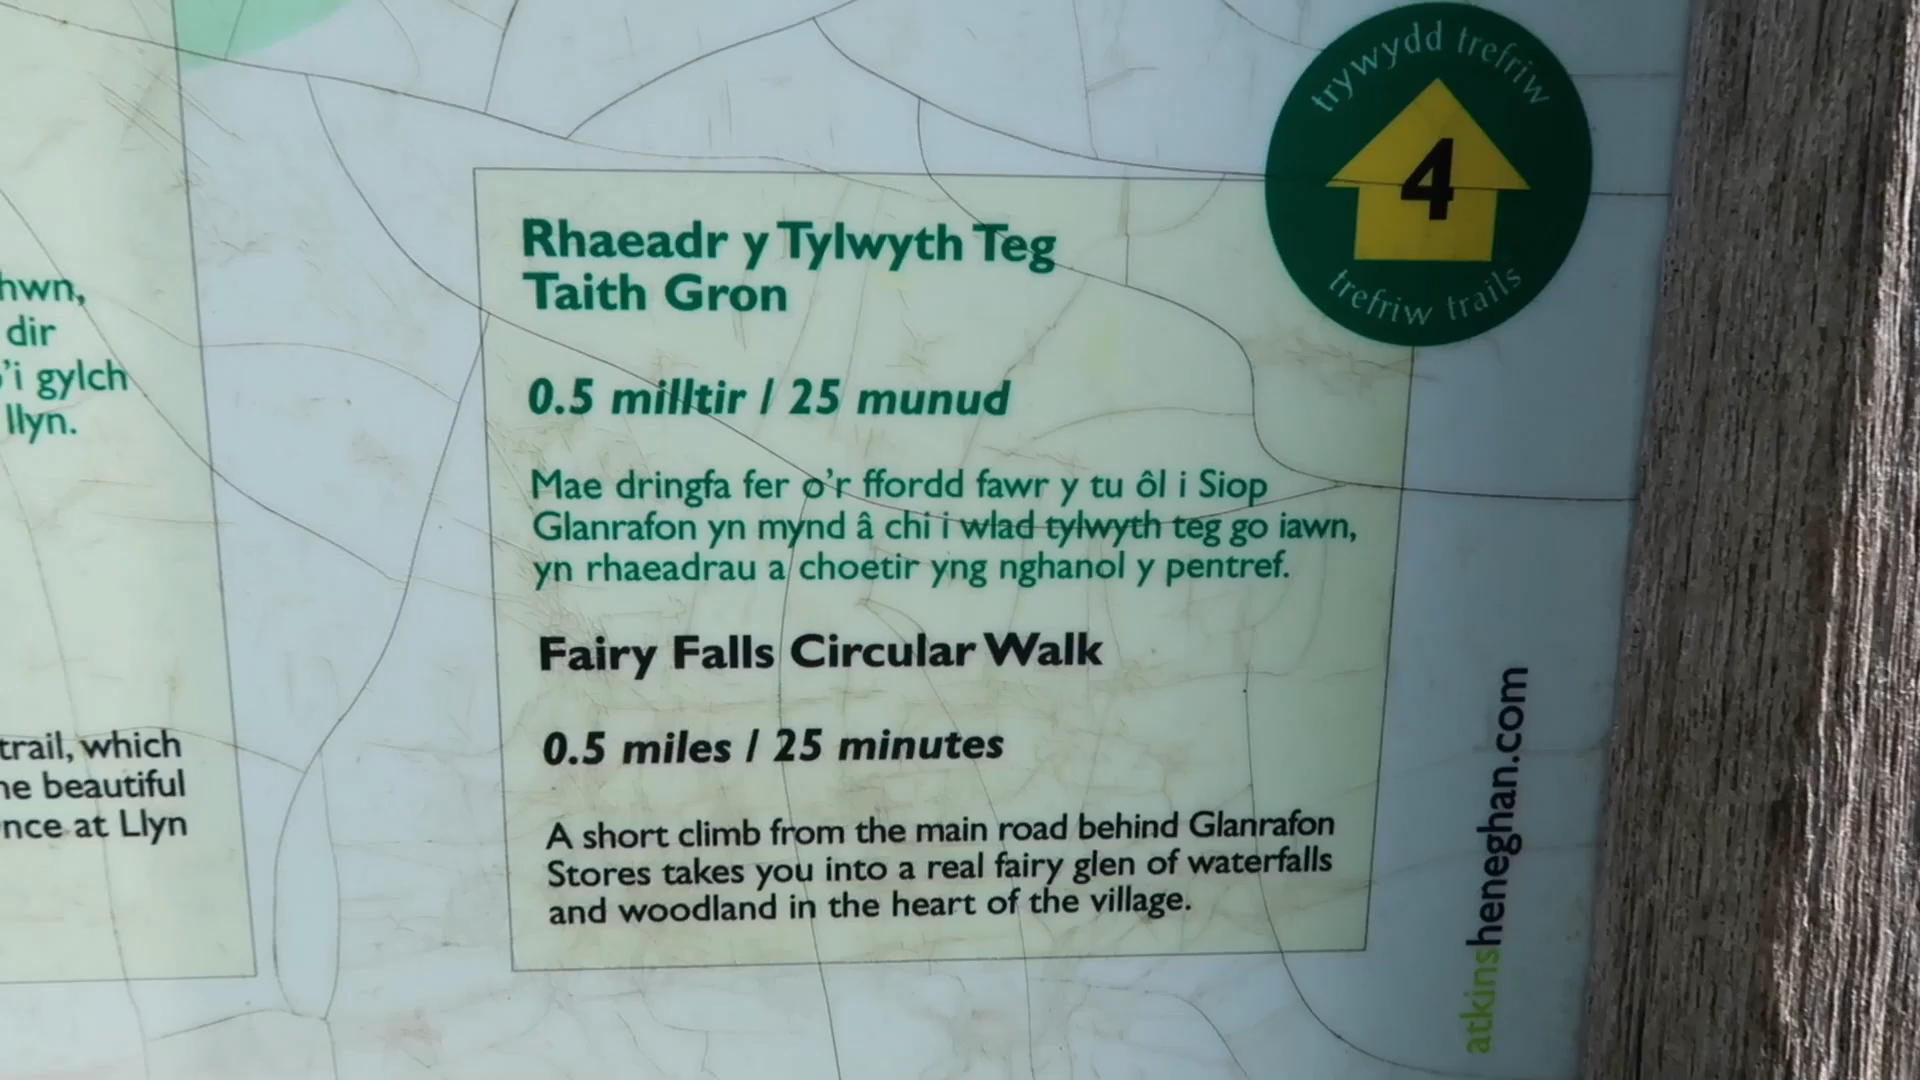 hwn,
dir
o'i gylch
llyn.
trail, which
he beautiful
nce at Llyn
trywydd trefriw
4
trefriw trails
Rhaeadr y Tylwyth Teg
Taith Gron
0.5 milltir / 25 munud
Mae dringfa fer o'r ffordd fawr y tu ôl i Siop
Glanrafon yn mynd â chi i wlad tylwyth teg go iawn,
yn rhaeadrau a choetir yng nghanol y pentref.
Fairy Falls Circular Walk
0.5 miles / 25 minutes
A short climb from the main road behind Glanrafon
Stores takes you into a real fairy glen of waterfalls
and woodland in the heart of the village.
atkinsheneghan.com